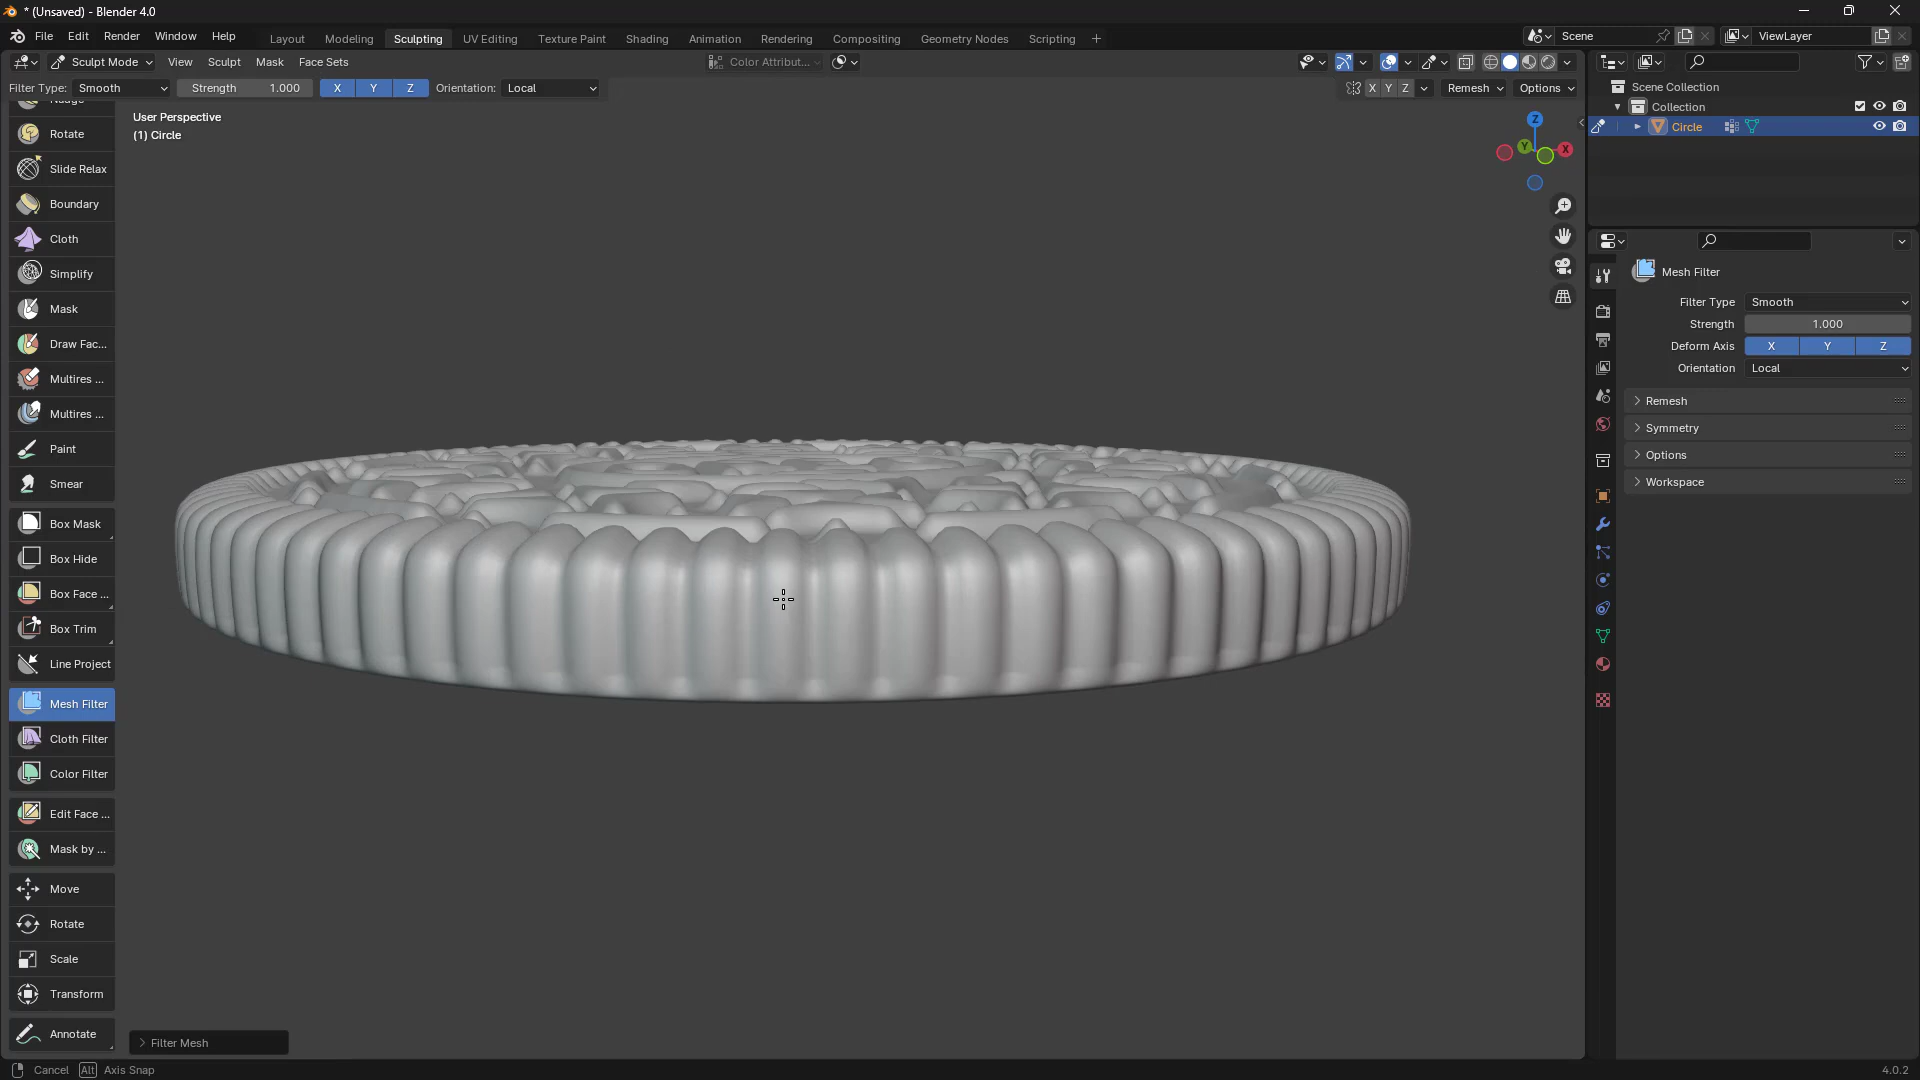 * (Unsaved) - Blender 4.0
File Edit Render Window Help
Layout Modeling Sculpting UV Editing Texture Paint Shading Animation Rendering Compositing Geometry Nodes Scripting +
Scene
ViewLayer
Sculpt Mode View Sculpt Mask Face Sets
Color Attribut...
Filter Type: Smooth Strength 1.000 X Y Z Orientation: Local
X Y Z Remesh Options
User Perspective
(1) Circle
Z
Y
X
Scene Collection
Collection
Circle
Nudge
Rotate
Slide Relax
Boundary
Cloth
Simplify
Mask
Draw Fac...
Multires ...
Multires ...
Paint
Smear
Box Mask
Box Hide
Box Face ...
Box Trim
Line Project
Mesh Filter
Cloth Filter
Color Filter
Edit Face ...
Mask by ...
Move
Rotate
Scale
Transform
Annotate
Mesh Filter
Filter Type Smooth
Strength 1.000
Deform Axis X Y Z
Orientation Local
Remesh
Symmetry
Options
Workspace
Filter Mesh
Cancel Alt Axis Snap
4.0.2